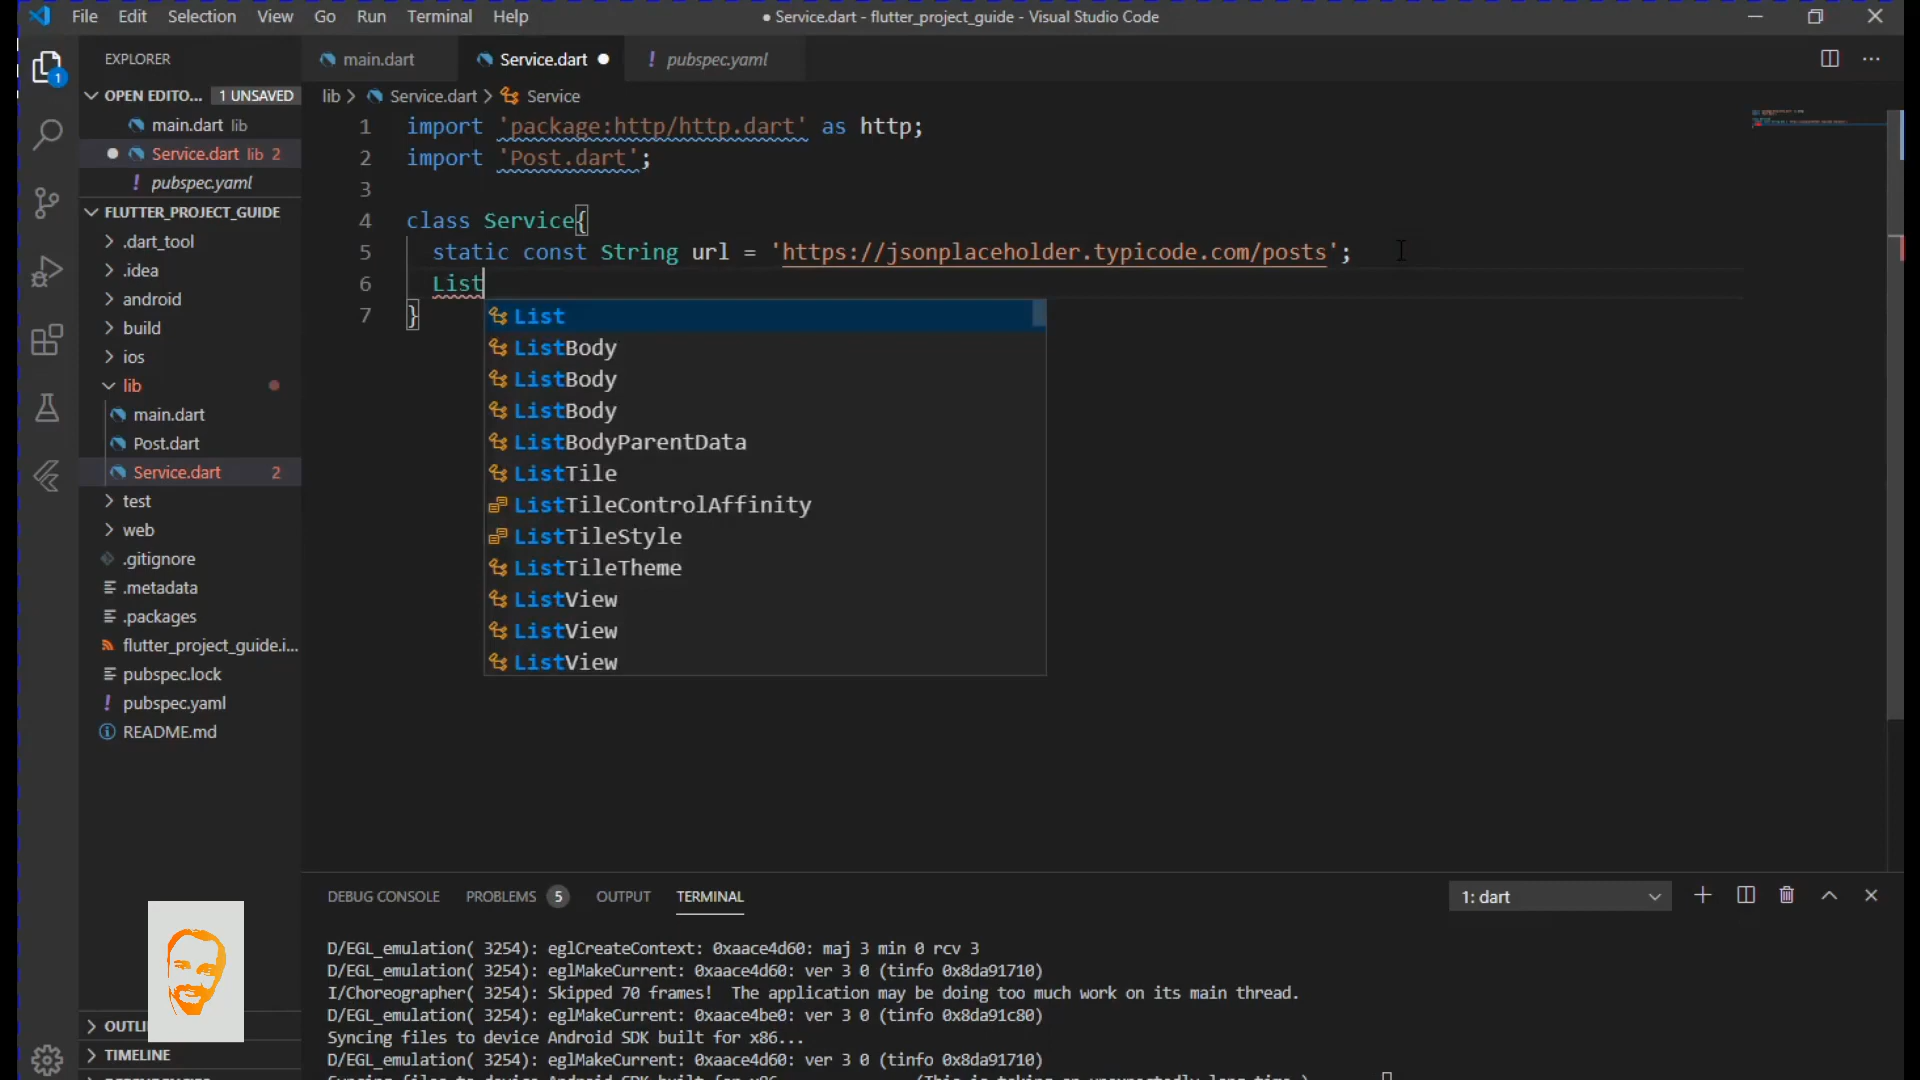 File Edit Selection View Go Run Terminal Help
● Service.dart - flutter_project_guide - Visual Studio Code
EXPLORER
main.dart
Service.dart
! pubspec.yaml
OPEN EDITO... 1 UNSAVED
main.dart lib
Service.dart lib 2
! pubspec.yaml
FLUTTER_PROJECT_GUIDE
.dart_tool
.idea
android
build
ios
lib
main.dart
Post.dart
Service.dart 2
test
web
.gitignore
.metadata
.packages
flutter_project_guide.i...
pubspec.lock
! pubspec.yaml
README.md
TIMELINE
1
lib > Service.dart > Service
1 import 'package:http/http.dart' as http;
2 import 'Post.dart';
3
4 class Service{
5 static const String url = 'https://jsonplaceholder.typicode.com/posts';
6 List
7 }
List
ListBody
ListBody
ListBody
ListBodyParentData
ListTile
ListTileControlAffinity
ListTileStyle
ListTileTheme
ListView
ListView
ListView
DEBUG CONSOLE PROBLEMS 5 OUTPUT TERMINAL
1: dart
D/EGL_emulation( 3254): eglCreateContext: 0xaace4d60: maj 3 min 0 rcv 3
D/EGL_emulation( 3254): eglMakeCurrent: 0xaace4d60: ver 3 0 (tinfo 0x8da91710)
I/Choreographer( 3254): Skipped 70 frames!  The application may be doing too much work on its main thread.
D/EGL_emulation( 3254): eglMakeCurrent: 0xaace4be0: ver 3 0 (tinfo 0x8da91c80)
Syncing files to device Android SDK built for x86...
D/EGL_emulation( 3254): eglMakeCurrent: 0xaace4d60: ver 3 0 (tinfo 0x8da91710)